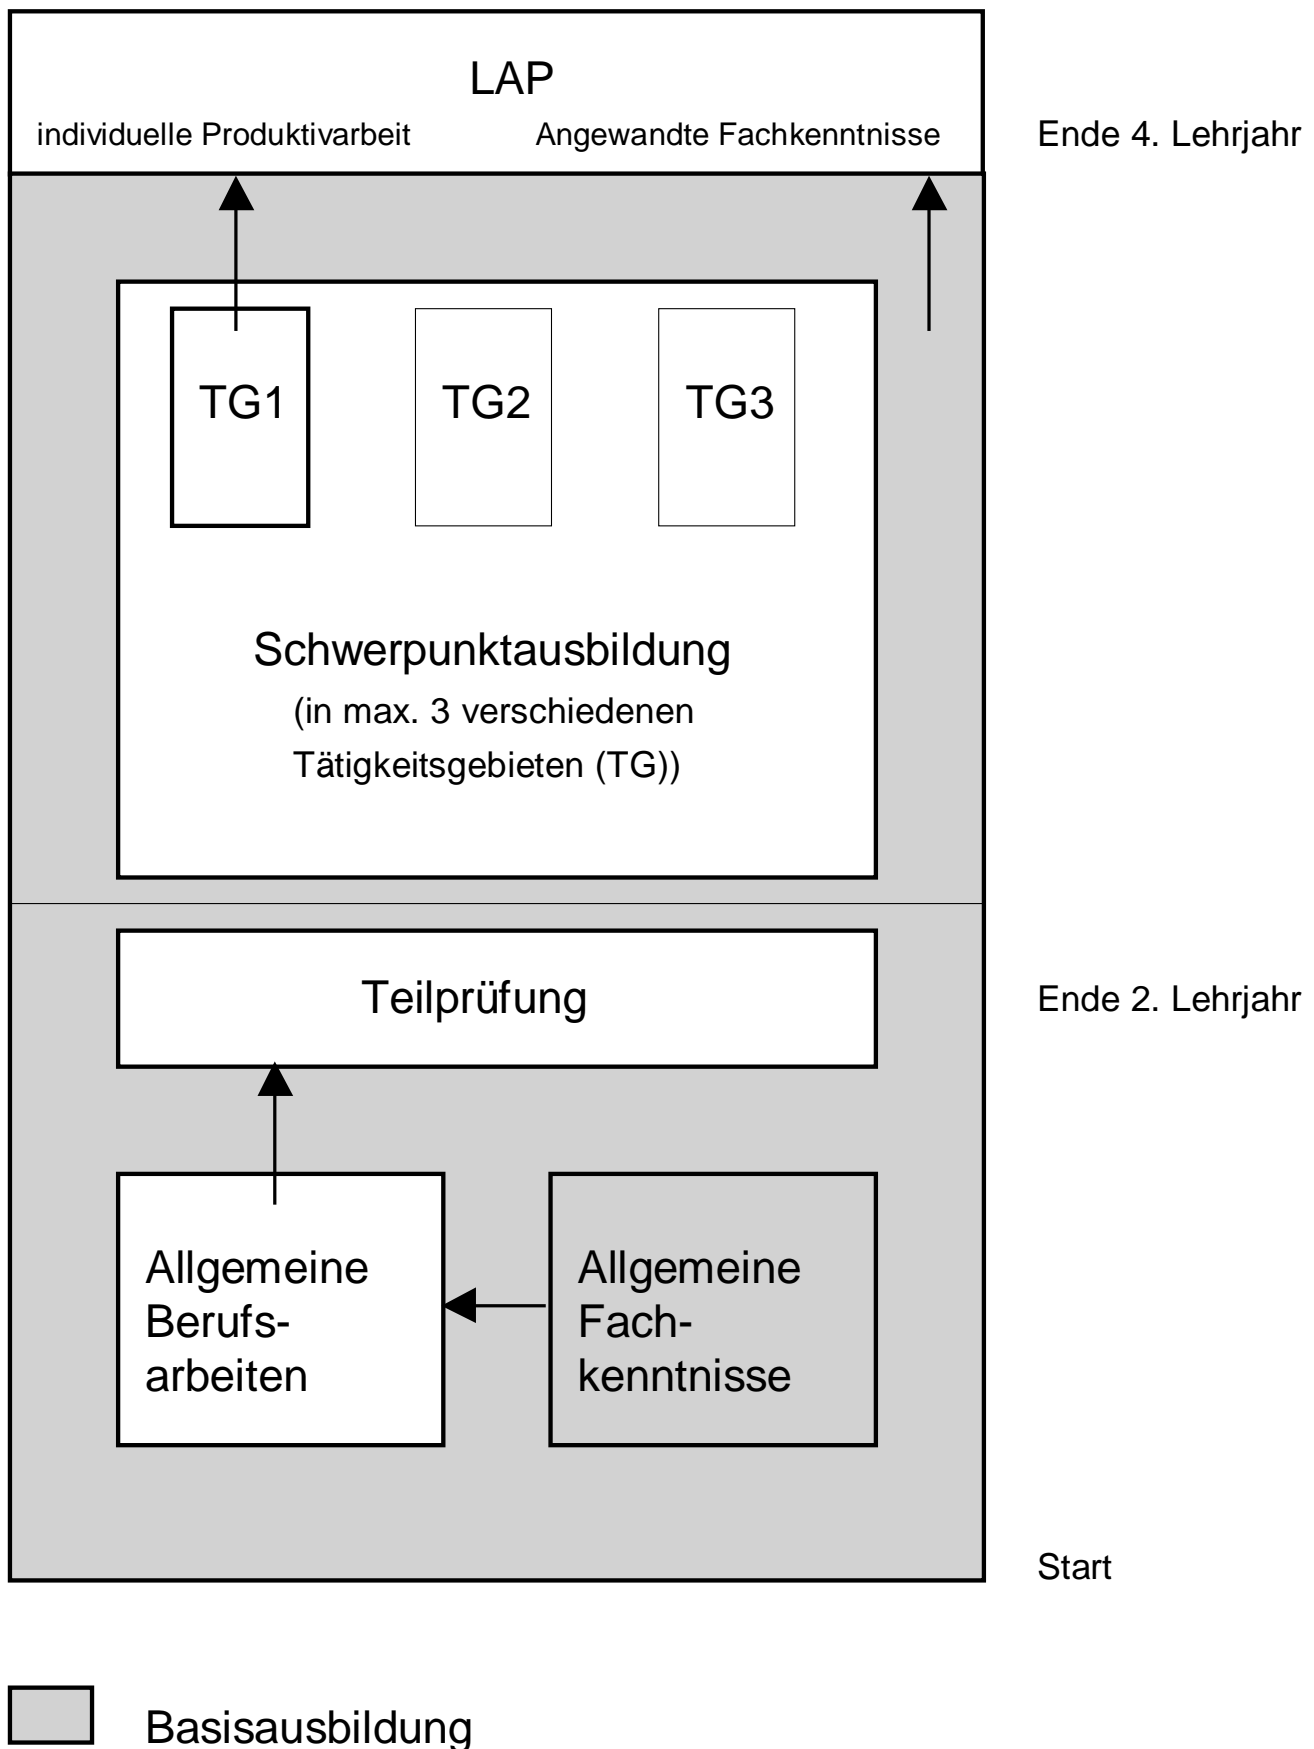 LAP
individuelle Produktivarbeit Angewandte Fachkenntnisse
Ende 4. Lehrjahr
TG1 TG2 TG3
Schwerpunktausbildung
(in max. 3 verschiedenen
Tätigkeitsgebieten (TG))
Teilprüfung
Ende 2. Lehrjahr
Allgemeine
Berufs-
arbeiten
Allgemeine
Fach-
kenntnisse
Start
Basisausbildung